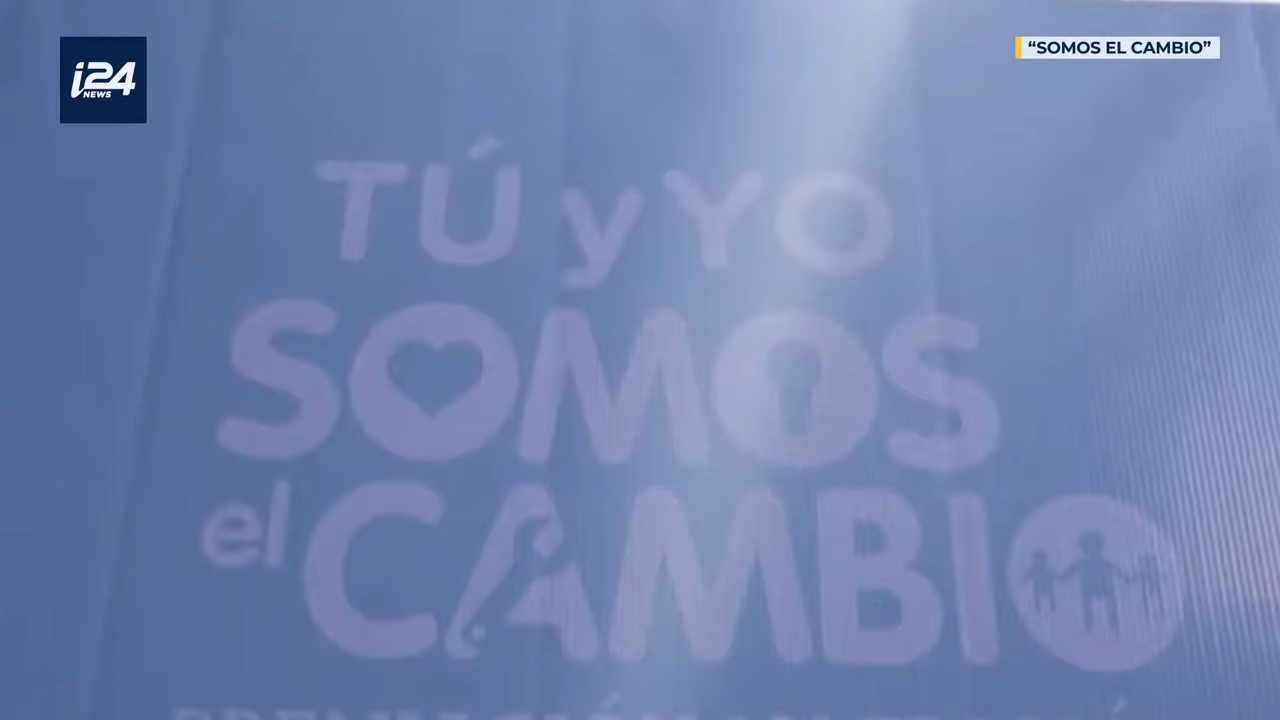 i24
NEWS
“SOMOS EL CAMBIO”
TÚ y YO
SOMOS
el CAMBIO